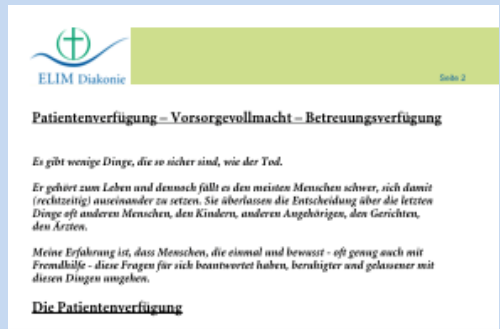 ELIM Diakonie
Seite 2
Patientenverfügung – Vorsorgevollmacht – Betreuungsverfügung
Es gibt wenige Dinge, die so sicher sind, wie der Tod.
Er gehört zum Leben und dennoch fällt es den meisten Menschen schwer, sich damit
(rechtzeitig) auseinander zu setzen. Sie überlassen die Entscheidung über die letzten
Dinge oft anderen Menschen, den Kindern, anderen Angehörigen, den Gerichten,
den Ärzten.
Meine Erfahrung ist, dass Menschen, die einmal und bewusst - oft genug auch mit
Fremdhilfe - diese Fragen für sich beantwortet haben, beruhigter und gelassener mit
diesen Dingen umgehen.
Die Patientenverfügung